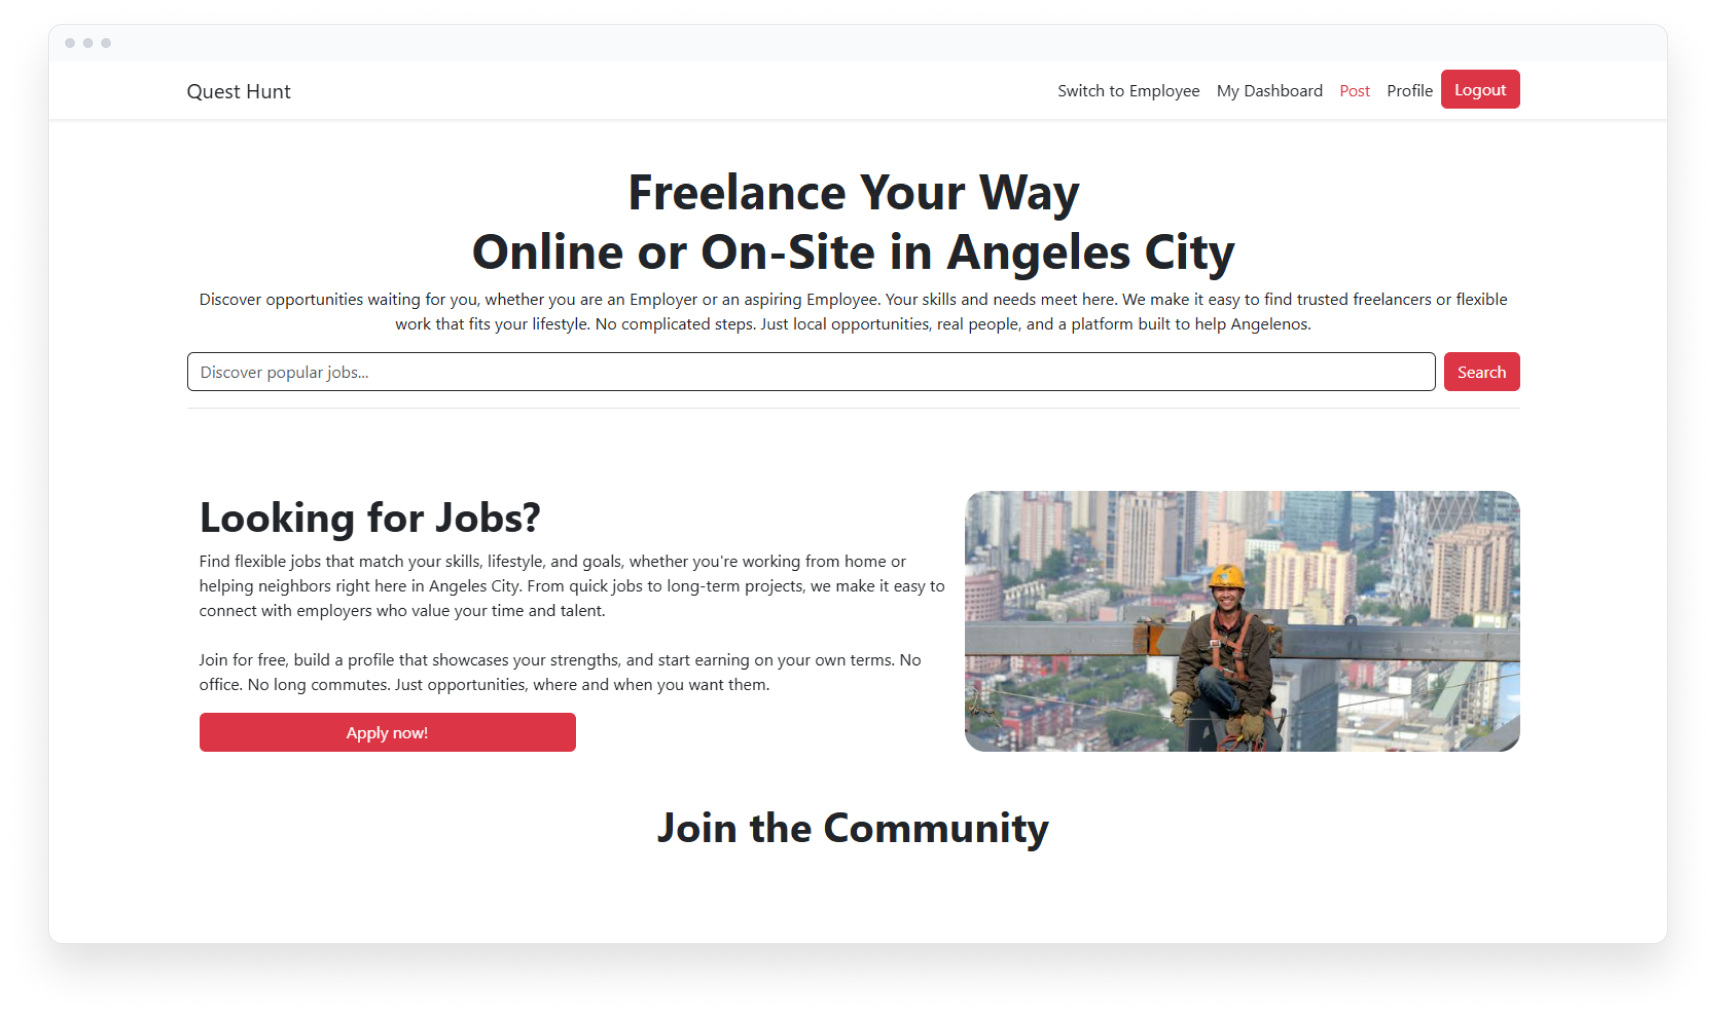 Quest Hunt
Switch to Employee My Dashboard Post Profile Logout
Freelance Your Way
Online or On-Site in Angeles City
Discover opportunities waiting for you, whether you are an Employer or an aspiring Employee. Your skills and needs meet here. We make it easy to find trusted freelancers or flexible
work that fits your lifestyle. No complicated steps. Just local opportunities, real people, and a platform built to help Angelenos.
Discover popular jobs...
Search
Looking for Jobs?
Find flexible jobs that match your skills, lifestyle, and goals, whether you're working from home or
helping neighbors right here in Angeles City. From quick jobs to long-term projects, we make it easy to
connect with employers who value your time and talent.
Join for free, build a profile that showcases your strengths, and start earning on your own terms. No
office. No long commutes. Just opportunities, where and when you want them.
Apply now!
Join the Community